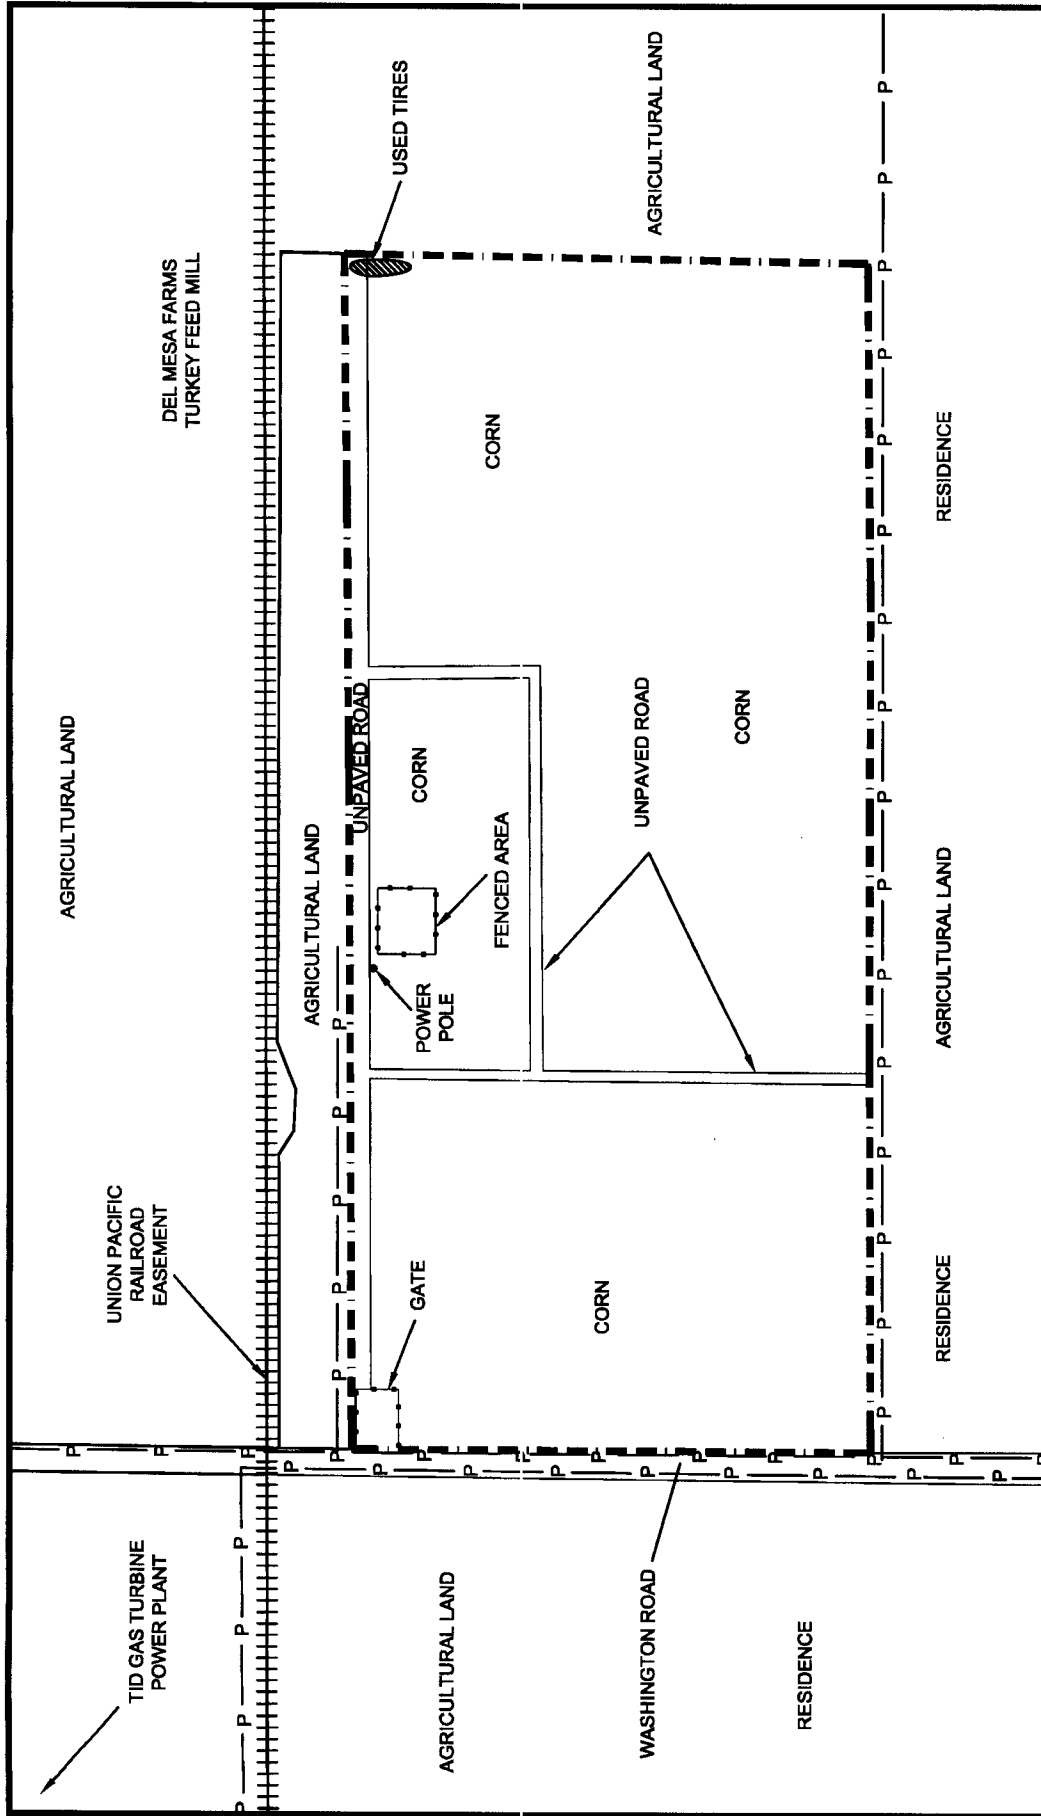 AGRICULTURAL LAND
TID GAS TURBINE
POWER PLANT
UNION PACIFIC
RAILROAD
EASEMENT
DEL MESA FARMS
TURKEY FEED MILL
P P P P
AGRICULTURAL LAND
P P P P P
UNPAVED ROAD
USED TIRES
GATE
POWER
POLE
CORN
AGRICULTURAL LAND
FENCED AREA
CORN
CORN
UNPAVED ROAD
AGRICULTURAL LAND
WASHINGTON ROAD
CORN
RESIDENCE
P P P P P P P P P P P P P P P P
RESIDENCE
AGRICULTURAL LAND
RESIDENCE